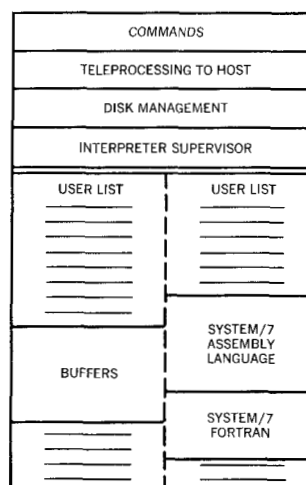 COMMANDS
TELEPROCESSING TO HOST
DISK MANAGEMENT
INTERPRETER SUPERVISOR
USER LIST
BUFFERS
USER LIST
SYSTEM/7
ASSEMBLY
LANGUAGE
SYSTEM/7
FORTRAN